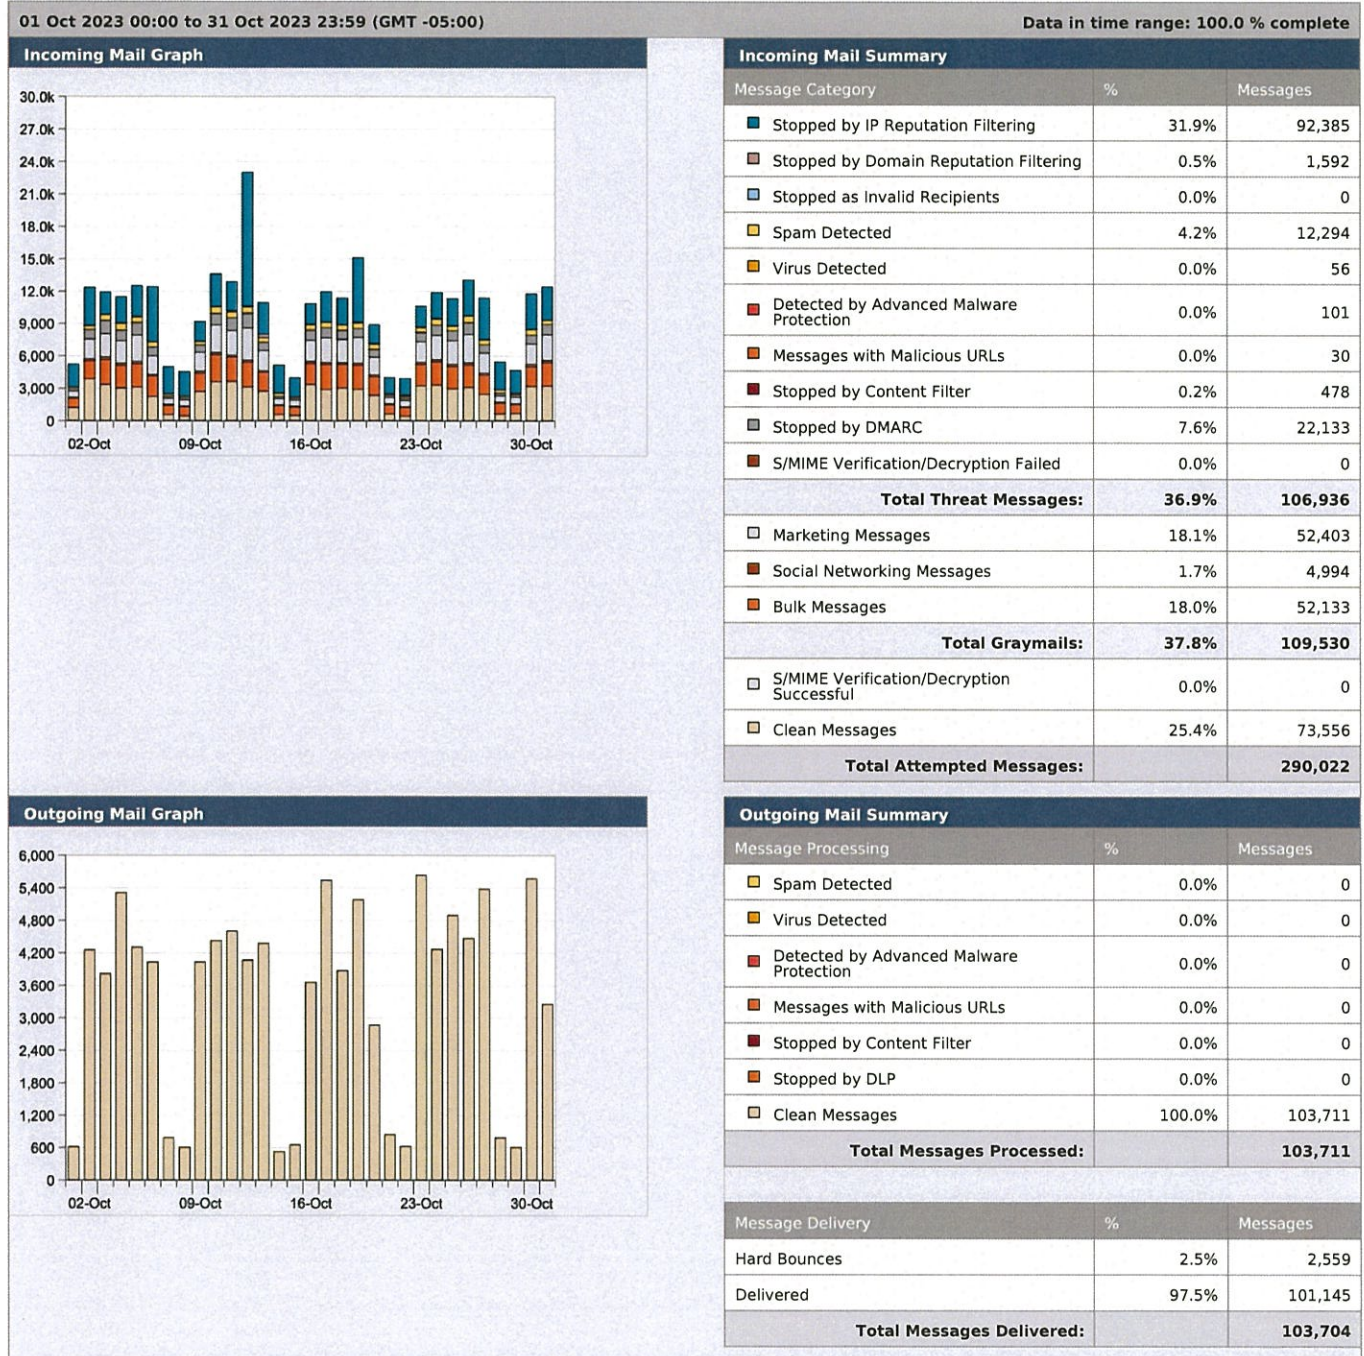 01 Oct 2023 00:00 to 31 Oct 2023 23:59 (GMT -05:00) Data in time range: 100.0 % complete
Incoming Mail Graph
30.0k
27.0k
24.0k
21.0k
18.0k
15.0k
12.0k
9,000
6,000
3,000
0
02-Oct 09-Oct 16-Oct 23-Oct 30-Oct
Incoming Mail Summary
Message Category % Messages
Stopped by IP Reputation Filtering 31.9% 92,385
Stopped by Domain Reputation Filtering 0.5% 1,592
Stopped as Invalid Recipients 0.0% 0
Spam Detected 4.2% 12,294
Virus Detected 0.0% 56
Detected by Advanced Malware
Protection 0.0% 101
Messages with Malicious URLs 0.0% 30
Stopped by Content Filter 0.2% 478
Stopped by DMARC 7.6% 22,133
S/MIME Verification/Decryption Failed 0.0% 0
Total Threat Messages: 36.9% 106,936
Marketing Messages 18.1% 52,403
Social Networking Messages 1.7% 4,994
Bulk Messages 18.0% 52,133
Total Graymails: 37.8% 109,530
S/MIME Verification/Decryption
Successful 0.0% 0
Clean Messages 25.4% 73,556
Total Attempted Messages: 290,022
Outgoing Mail Graph
6,000
5,400
4,800
4,200
3,600
3,000
2,400
1,800
1,200
600
0
02-Oct 09-Oct 16-Oct 23-Oct 30-Oct
Outgoing Mail Summary
Message Processing % Messages
Spam Detected 0.0% 0
Virus Detected 0.0% 0
Detected by Advanced Malware
Protection 0.0% 0
Messages with Malicious URLs 0.0% 0
Stopped by Content Filter 0.0% 0
Stopped by DLP 0.0% 0
Clean Messages 100.0% 103,711
Total Messages Processed: 103,711
Message Delivery % Messages
Hard Bounces 2.5% 2,559
Delivered 97.5% 101,145
Total Messages Delivered: 103,704